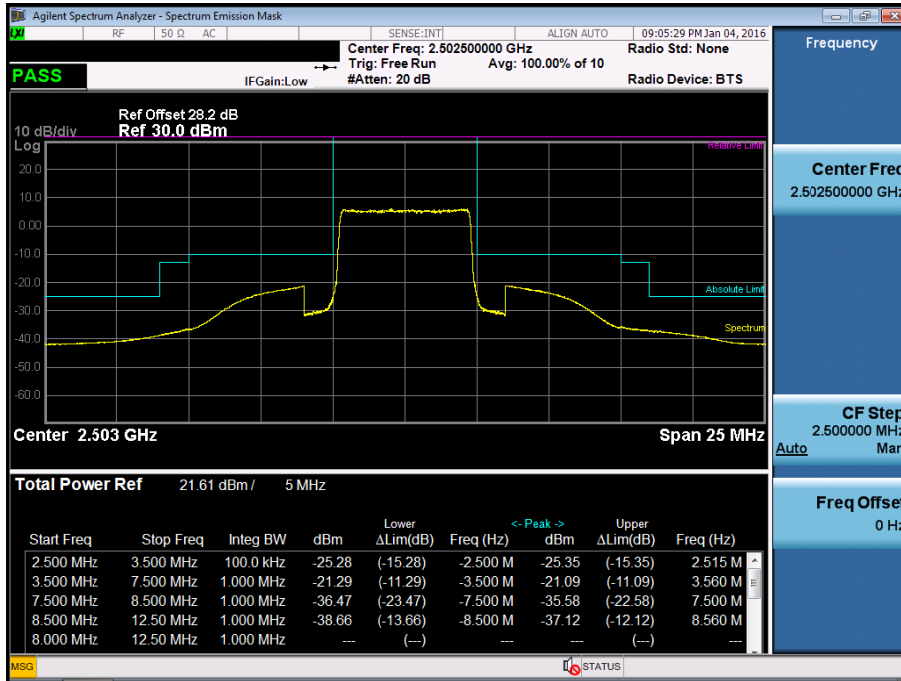 Agilent Spectrum Analyzer - Spectrum Emission Mask
LXI RF 50 Ω AC SENSE:INT ALIGN AUTO 09:05:29 PM Jan 04, 2016
Center Freq: 2.502500000 GHz Radio Std: None
Trig: Free Run Avg: 100.00% of 10
PASS IFGain:Low #Atten: 20 dB Radio Device: BTS
Ref Offset 28.2 dB
10 dB/div Ref 30.0 dBm
Log
Relative Limit
20.0
10.0
0.00
-10.0
-20.0
Absolute Limit
-30.0
Spectrum
-40.0
-50.0
-60.0
Center 2.503 GHz Span 25 MHz
Total Power Ref 21.61 dBm / 5 MHz
Lower <- Peak -> Upper
Start Freq Stop Freq Integ BW dBm ΔLim(dB) Freq (Hz) dBm ΔLim(dB) Freq (Hz)
2.500 MHz 3.500 MHz 100.0 kHz -25.28 (-15.28) -2.500 M -25.35 (-15.35) 2.515 M
3.500 MHz 7.500 MHz 1.000 MHz -21.29 (-11.29) -3.500 M -21.09 (-11.09) 3.560 M
7.500 MHz 8.500 MHz 1.000 MHz -36.47 (-23.47) -7.500 M -35.58 (-22.58) 7.500 M
8.500 MHz 12.50 MHz 1.000 MHz -38.66 (-13.66) -8.500 M -37.12 (-12.12) 8.560 M
8.000 MHz 12.50 MHz 1.000 MHz --- (---) --- --- (---) ---
MSG STATUS
Frequency
Center Freq
2.502500000 GHz
CF Step
2.500000 MHz
Auto Man
Freq Offset
0 Hz